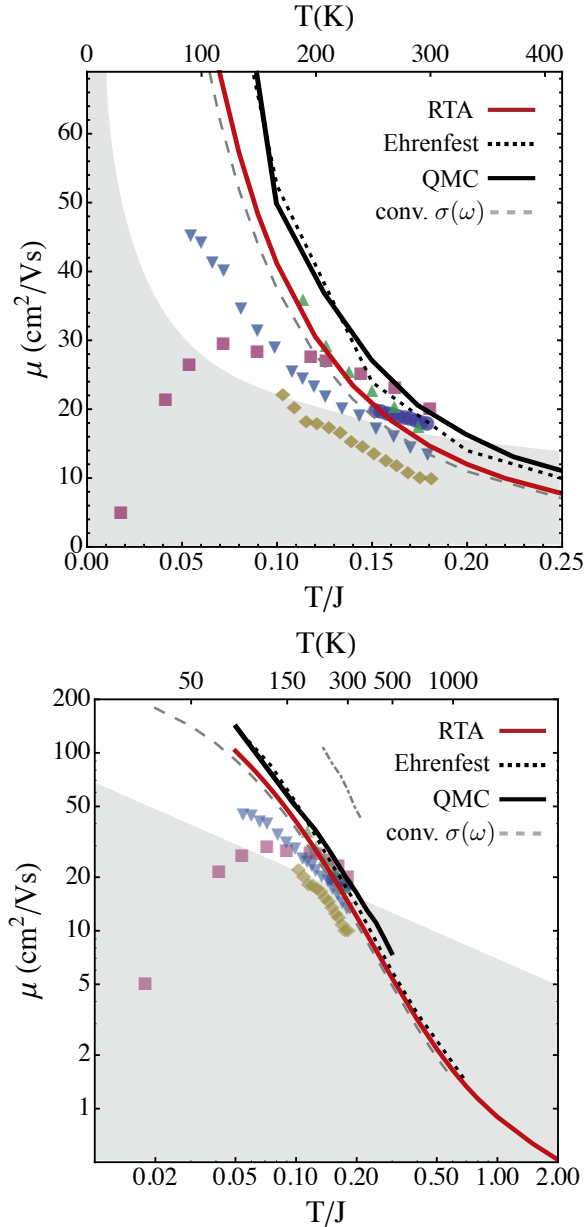 T(K)
0 100 200 300 400
RTA
Ehrenfest
QMC
conv. σ(ω)
60
50
40
30
20
10
0
μ (cm²/Vs)
0.00 0.05 0.10 0.15 0.20 0.25
T/J
T(K)
50 150 300 500 1000
RTA
Ehrenfest
QMC
conv. σ(ω)
200
100
50
20
10
5
2
1
μ (cm²/Vs)
0.02 0.05 0.10 0.20 0.50 1.00 2.00
T/J